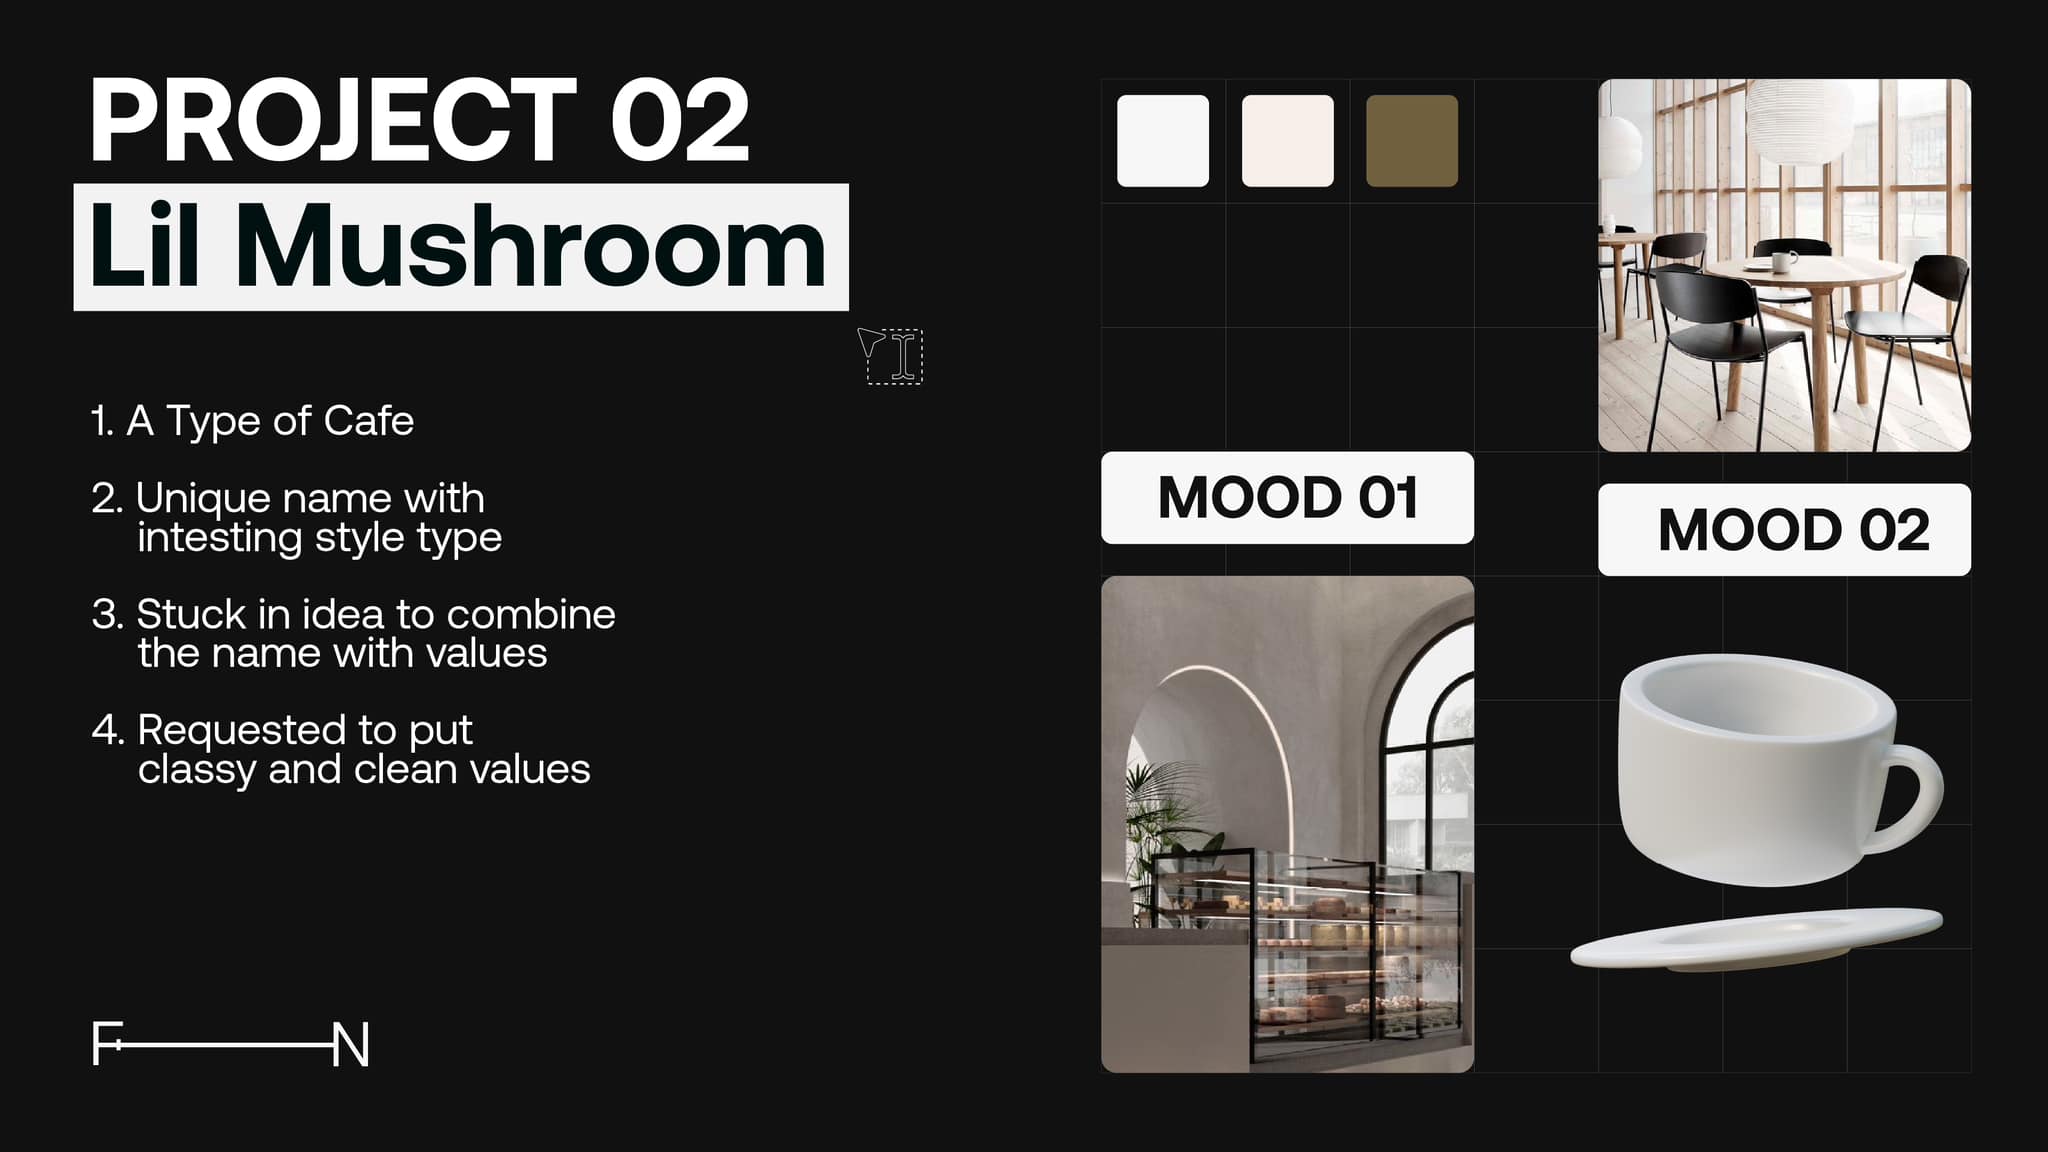 PROJECT 02
Lil Mushroom
1. A Type of Cafe
2. Unique name with
intesting style type
3. Stuck in idea to combine
the name with values
4. Requested to put
classy and clean values
F N
MOOD 01
MOOD 02